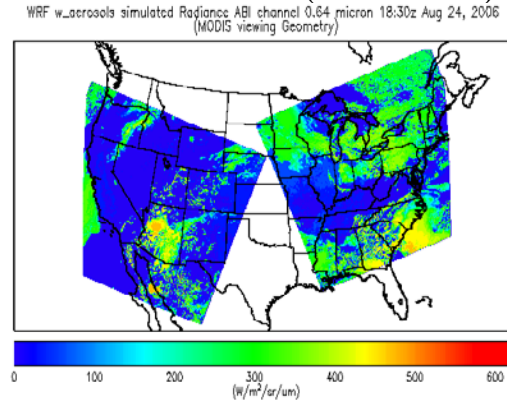 WRF w_aerosols simulated Radiance ABI channel 0.64 micron 18:30z Aug 24, 2006
(MODIS viewing Geometry)
0 100 200 300 400 500 600
(W/m²/sr/um)